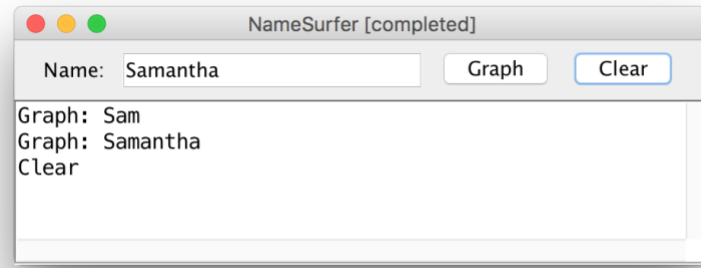 NameSurfer [completed]
Name: Samantha Graph Clear
Graph: Sam
Graph: Samantha
Clear